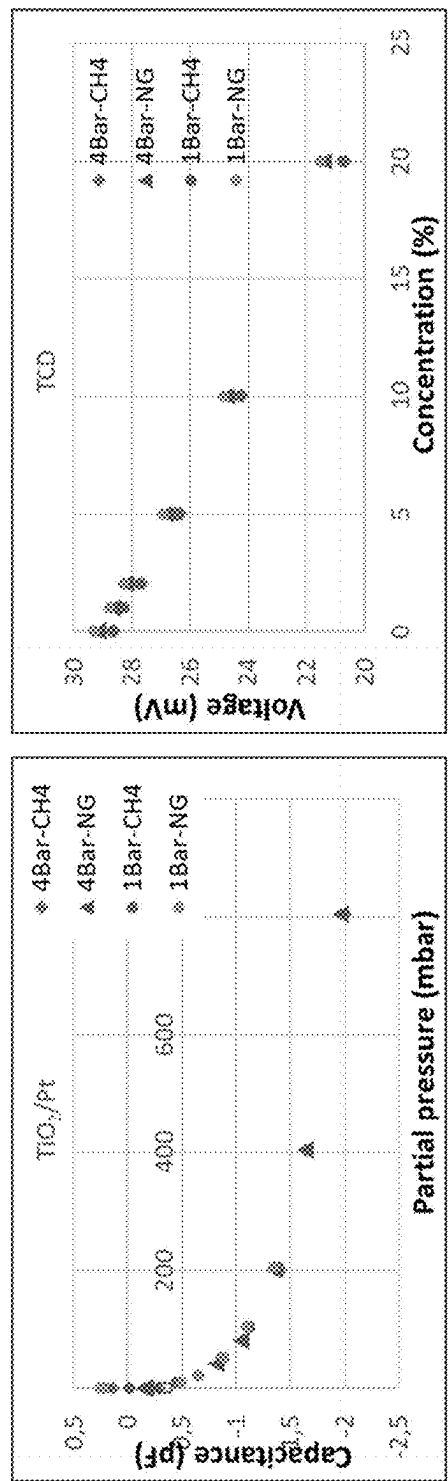 TiO₂/Pt
4Bar-CH4
4Bar-NG
1Bar-CH4
1Bar-NG
0,5
0
-0,5
-1
-1,5
-2
-2,5
200
400
600
Capacitance (pF)
Partial pressure (mbar)
TCD
4Bar-CH4
4Bar-NG
1Bar-CH4
1Bar-NG
30
28
26
24
22
20
0
5
10
15
20
25
Voltage (mV)
Concentration (%)